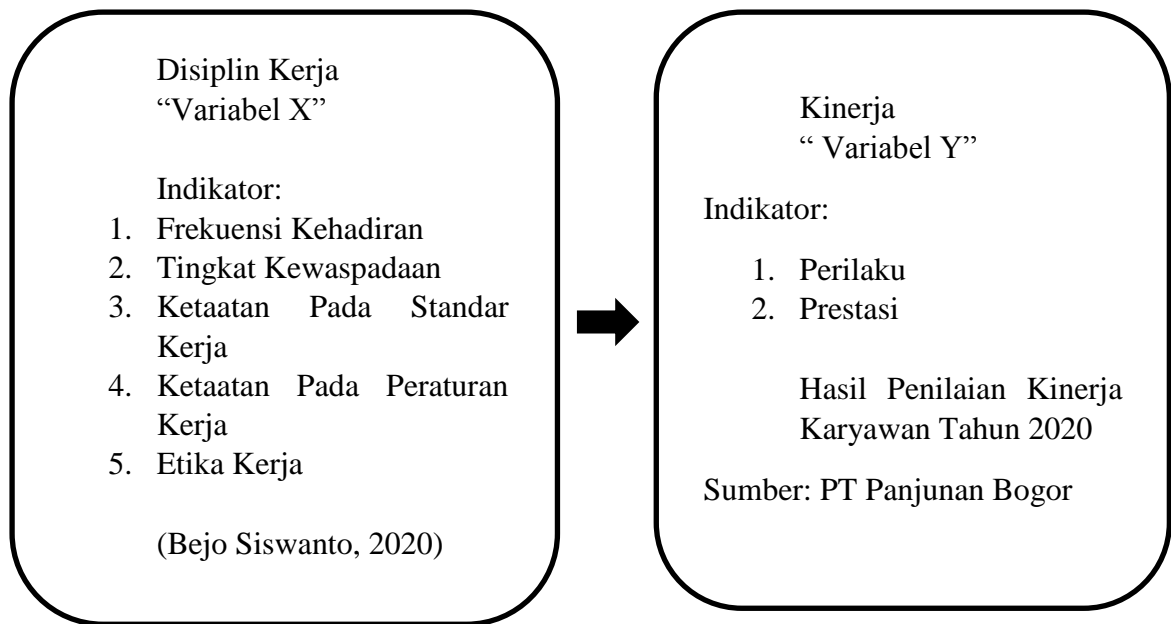 Disiplin Kerja
“Variabel X”
Indikator:
1. Frekuensi Kehadiran
2. Tingkat Kewaspadaan
3. Ketaatan Pada Standar
Kerja
4. Ketaatan Pada Peraturan
Kerja
5. Etika Kerja
(Bejo Siswanto, 2020)
Kinerja
“ Variabel Y”
Indikator:
1. Perilaku
2. Prestasi
Hasil Penilaian Kinerja
Karyawan Tahun 2020
Sumber: PT Panjunan Bogor